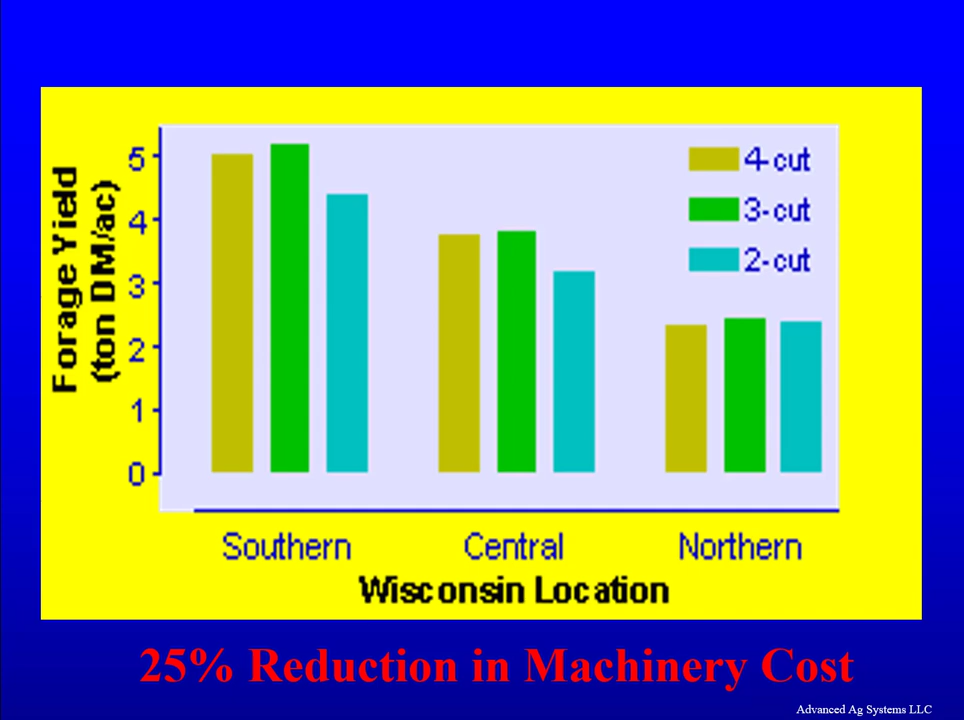 Forage Yield
(ton DM/ac)
5
4
3
2
1
0
4-cut
3-cut
2-cut
Southern
Central
Northern
Wisconsin Location
25% Reduction in Machinery Cost
Advanced Ag Systems LLC